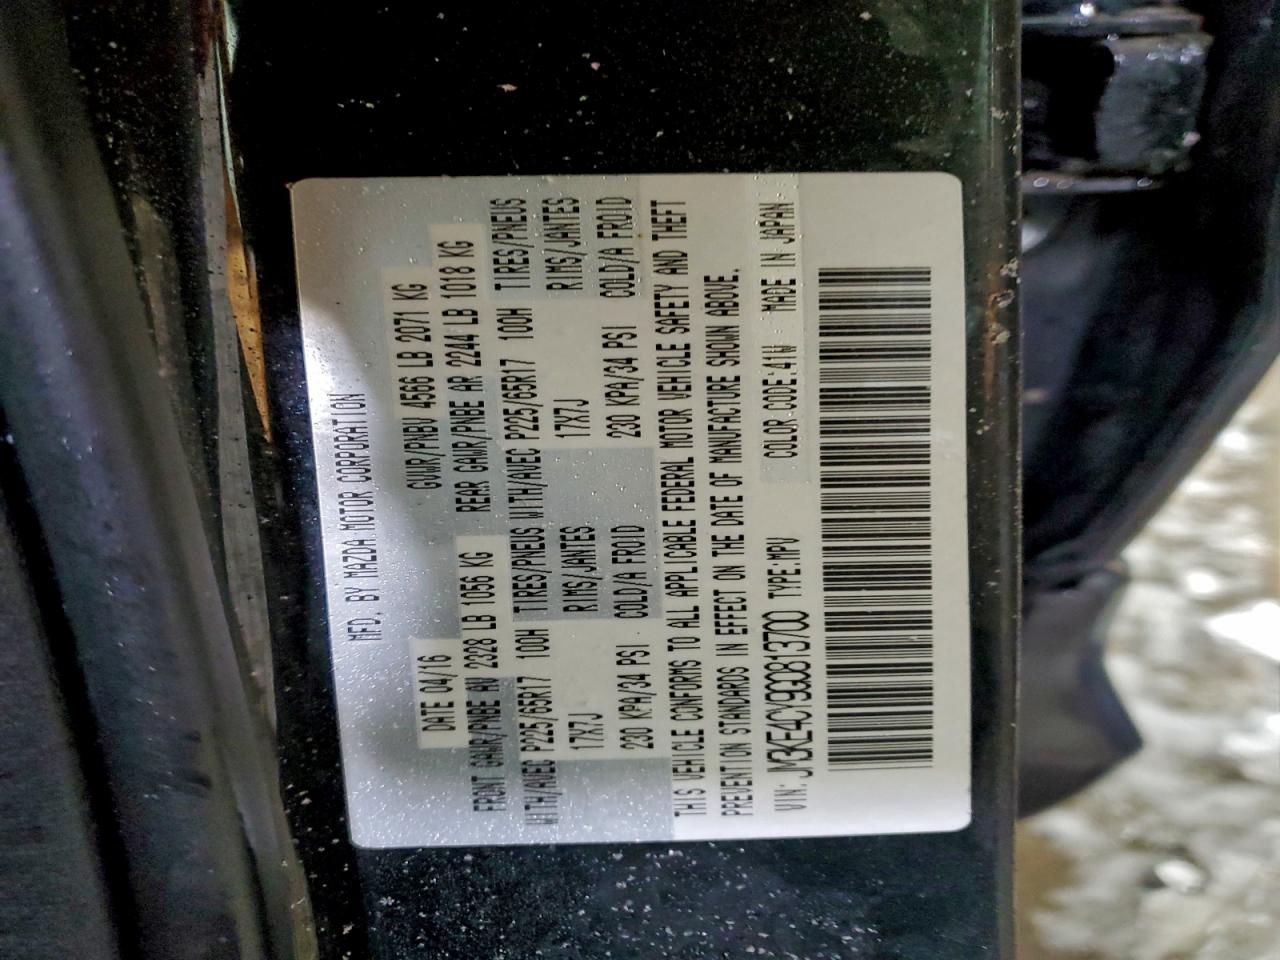 MFD. BY MAZDA MOTOR CORPORATION
DATE 04/16 GVWR/PNBV 4566 LB 2071 KG
FRONT GAWR/PNBE AV 2328 LB 1056 KG REAR GAWR/PNBE AR 2244 LB 1018 KG
WITH/AVEC P225/65R17 100H TIRES/PNEUS WITH/AVEC P225/65R17 100H TIRES/PNEUS
17X7J RIMS/JANTES 17X7J RIMS/JANTES
230 KPA/34 PSI COLD/A FROID 230 KPA/34 PSI COLD/A FROID
THIS VEHICLE CONFORMS TO ALL APPLICABLE FEDERAL MOTOR VEHICLE SAFETY AND THEFT
PREVENTION STANDARDS IN EFFECT ON THE DATE OF MANUFACTURE SHOWN ABOVE.
VIN: JM3KE4CY9G0813700 TYPE:MPV COLOR CODE:41W MADE IN JAPAN